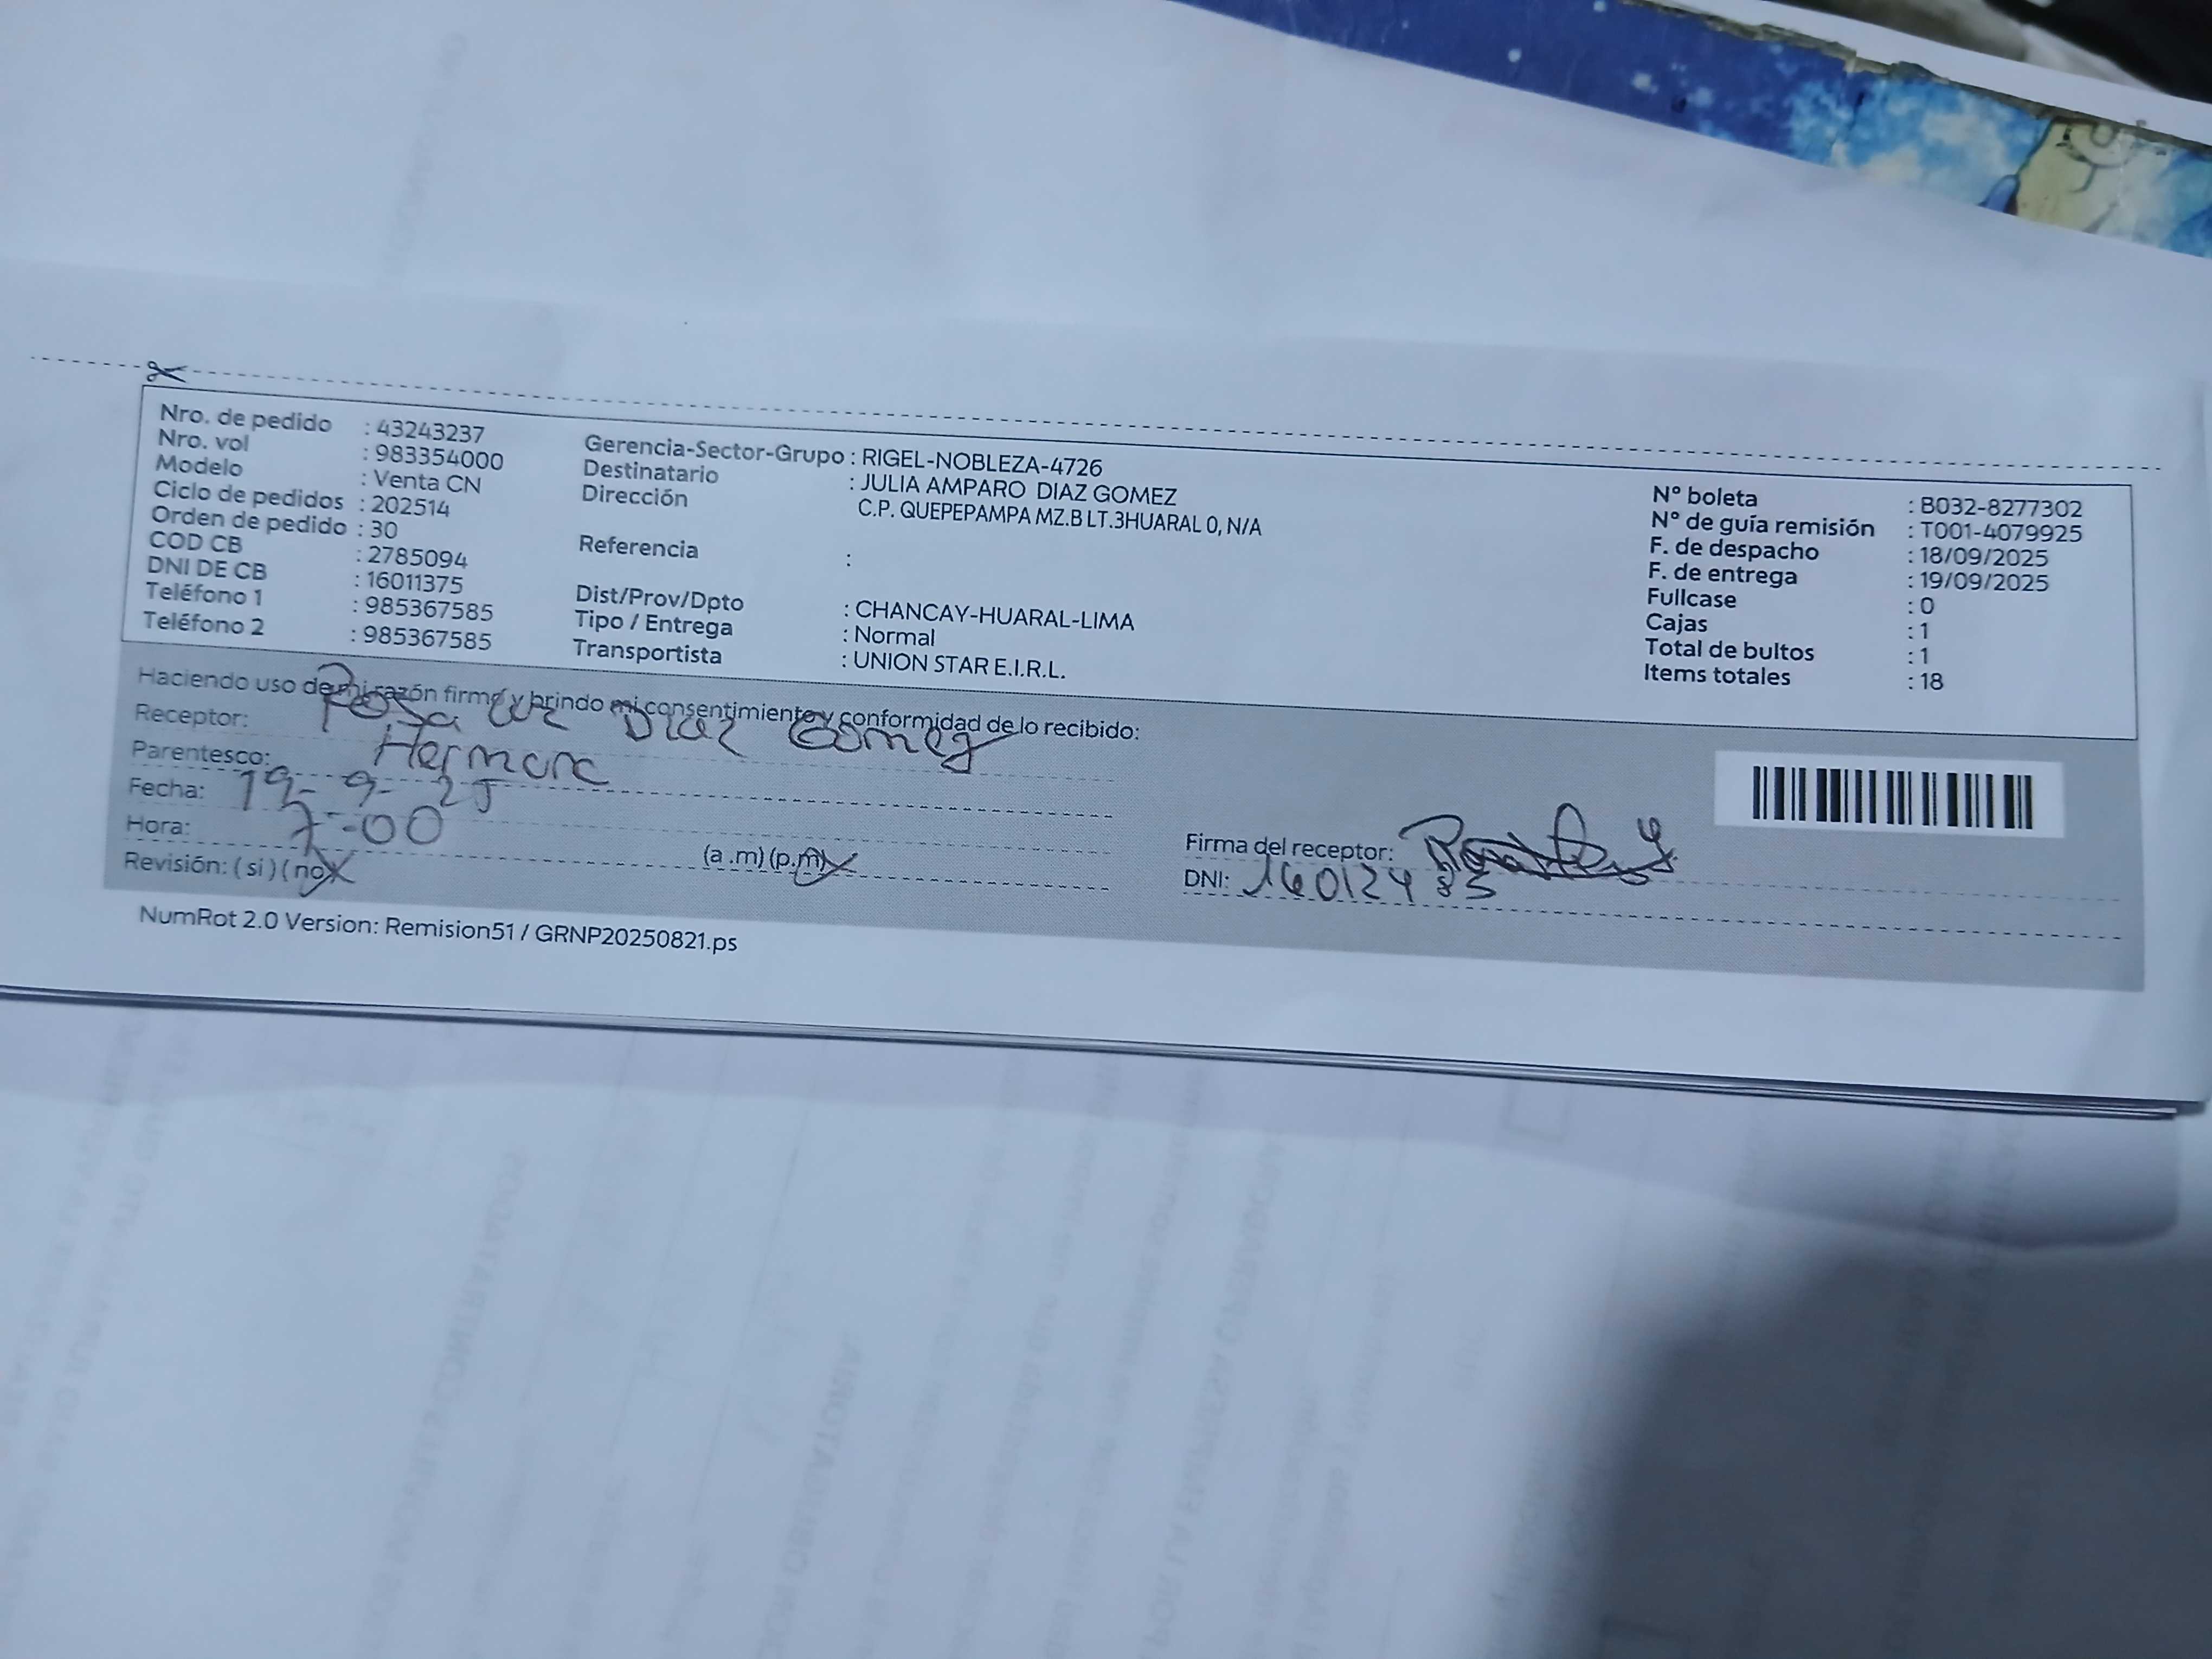 Nro. de pedido : 43243237
Nro. vol : 983354000
Modelo : Venta CN
Ciclo de pedidos : 202514
Orden de pedido : 30
COD CB : 2785094
DNI DE CB : 16011375
Teléfono 1 : 985367585
Teléfono 2 : 985367585
Gerencia-Sector-Grupo : RIGEL-NOBLEZA-4726
Destinatario : JULIA AMPARO DIAZ GOMEZ
Dirección C.P. QUEPEPAMPA MZ.B LT.3HUARAL 0, N/A
Referencia :
Dist/Prov/Dpto : CHANCAY-HUARAL-LIMA
Tipo / Entrega : Normal
Transportista : UNION STAR E.I.R.L.
N° boleta : B032-8277302
N° de guía remisión : T001-4079925
F. de despacho : 18/09/2025
F. de entrega : 19/09/2025
Fullcase : 0
Cajas : 1
Total de bultos : 1
Items totales : 18
Haciendo uso de mi razón firmo y brindo mi consentimiento y conformidad de lo recibido:
Receptor: Rosa Diaz Gomez
Parentesco: Hermana
Fecha: 19-9-25
Hora: 7-00 (a.m) (p.m)
Revisión: (si) (no)
Firma del receptor:
DNI: 16012485
NumRot 2.0 Version: Remision51 / GRNP20250821.ps